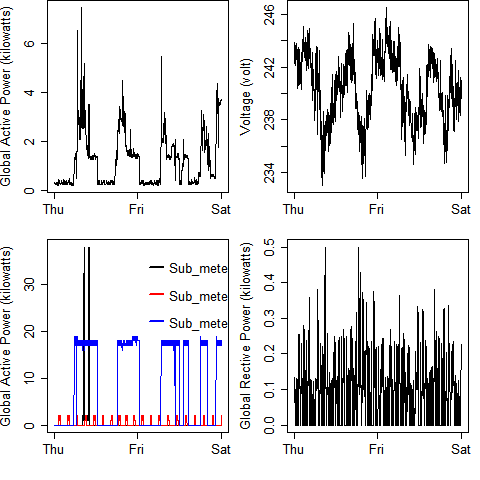 Global Active Power (kilowatts)
0 2 4 6
Thu Fri Sat
Voltage (volt)
234 238 242 246
Thu Fri Sat
Global Active Power (kilowatts)
0 10 20 30
Sub_mete
Sub_mete
Sub_mete
Thu Fri Sat
Global Rective Power (kilowatts)
0.0 0.1 0.2 0.3 0.4 0.5
Thu Fri Sat